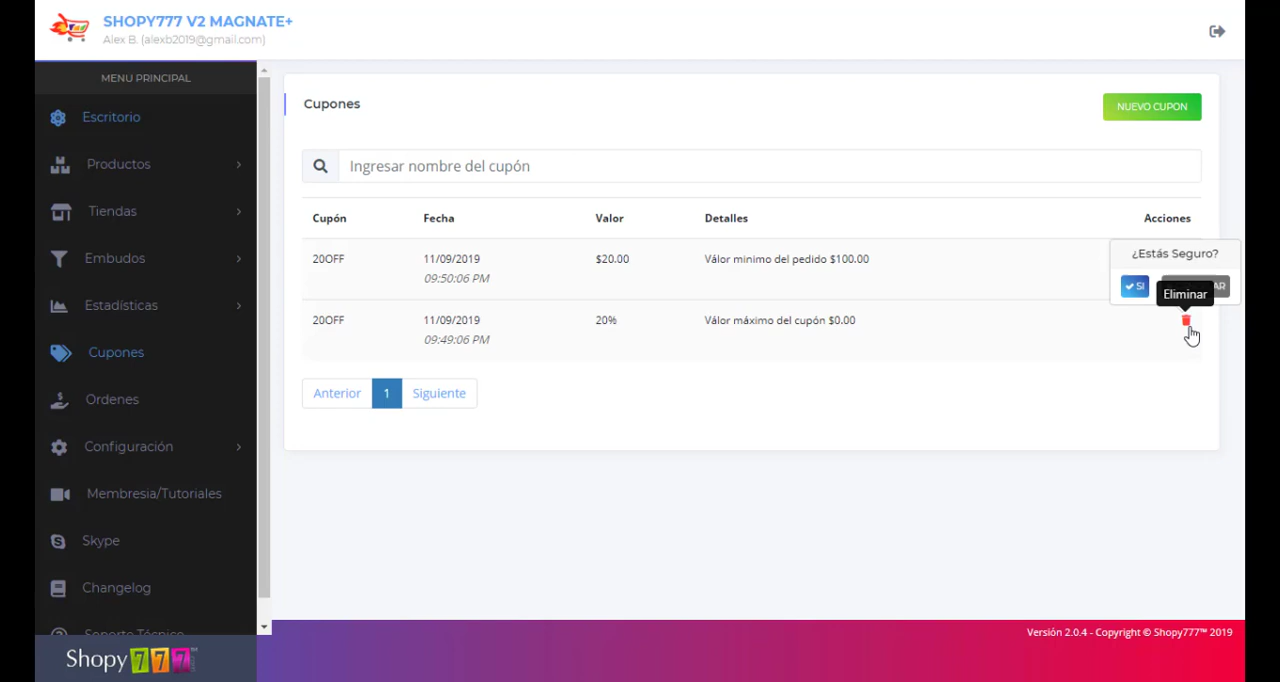 SHOPY777 V2 MAGNATE+
Alex B. (alexb2019@gmail.com)
MENU PRINCIPAL
Escritorio
Productos
Tiendas
Embudos
Estadísticas
Cupones
Ordenes
Configuración
Membresia/Tutoriales
Skype
Changelog
Soporte Técnico
Shopy777
Cupones
NUEVO CUPON
Ingresar nombre del cupón
Cupón Fecha Valor Detalles Acciones
20OFF 11/09/2019 $20.00 Válor minimo del pedido $100.00
09:50:06 PM
¿Estás Seguro?
SI
Eliminar
20OFF 11/09/2019 20% Válor máximo del cupón $0.00
09:49:06 PM
Anterior 1 Siguiente
Versión 2.0.4 - Copyright © Shopy777™ 2019